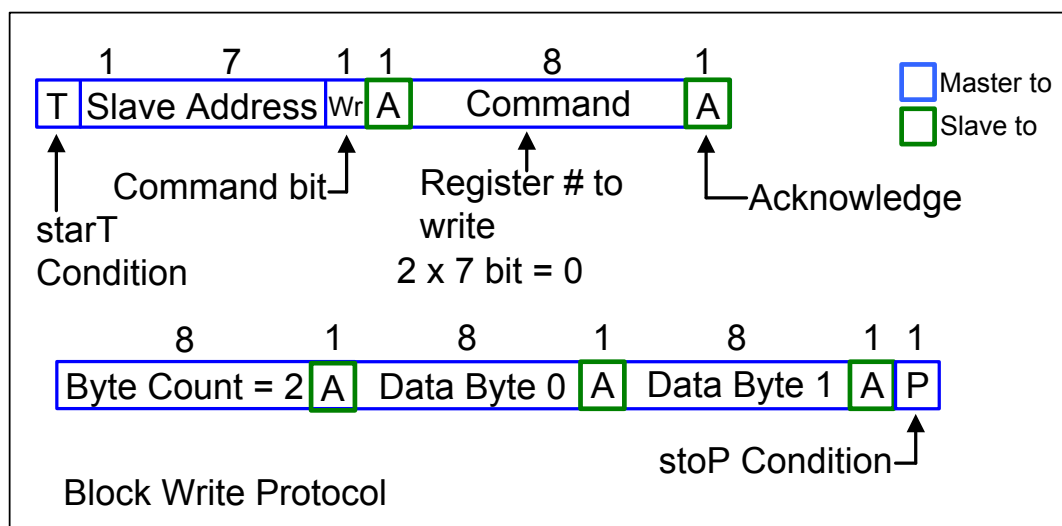 1 7 1 1 8 1
T Slave Address Wr A Command A
Master to
Slave to
Command bit
Register # to
write
2 x 7 bit = 0
Acknowledge
starT
Condition
8 1 8 1 8 1 1
Byte Count = 2 A Data Byte 0 A Data Byte 1 A P
stoP Condition
Block Write Protocol